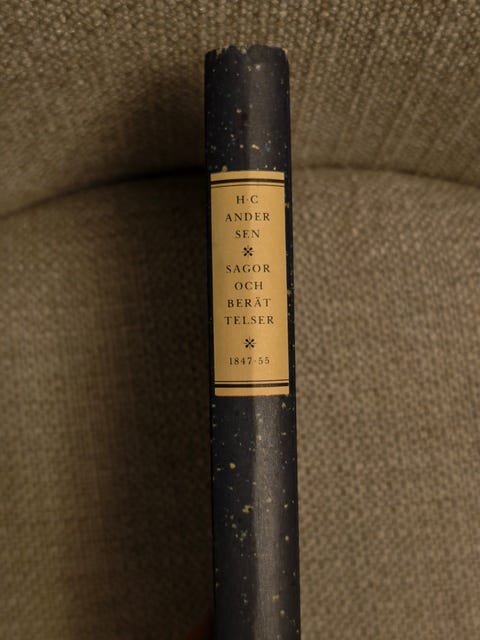 H·C
ANDER
SEN
SAGOR
OCH
BERÄT
TELSER
1847-55